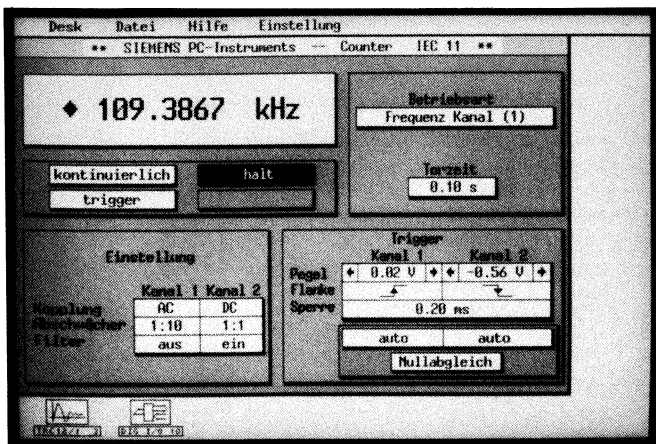 Desk Datei Hilfe Einstellung
** SIEMENS PC-Instruments -- Counter IEC 11 **
109.3867 kHz
Betriebsart
Frequenz Kanal (1)
kontinuierlich halt
trigger
Torzeit
0.10 s
Einstellung
Kanal 1 Kanal 2
Kopplung AC DC
Abschwächer 1:10 1:1
Filter aus ein
Trigger
Kanal 1 Kanal 2
Pegel 0.02 V -0.56 V
Flanke
Sperre 0.20 ms
auto auto
Nullabgleich
DIG I/O 10